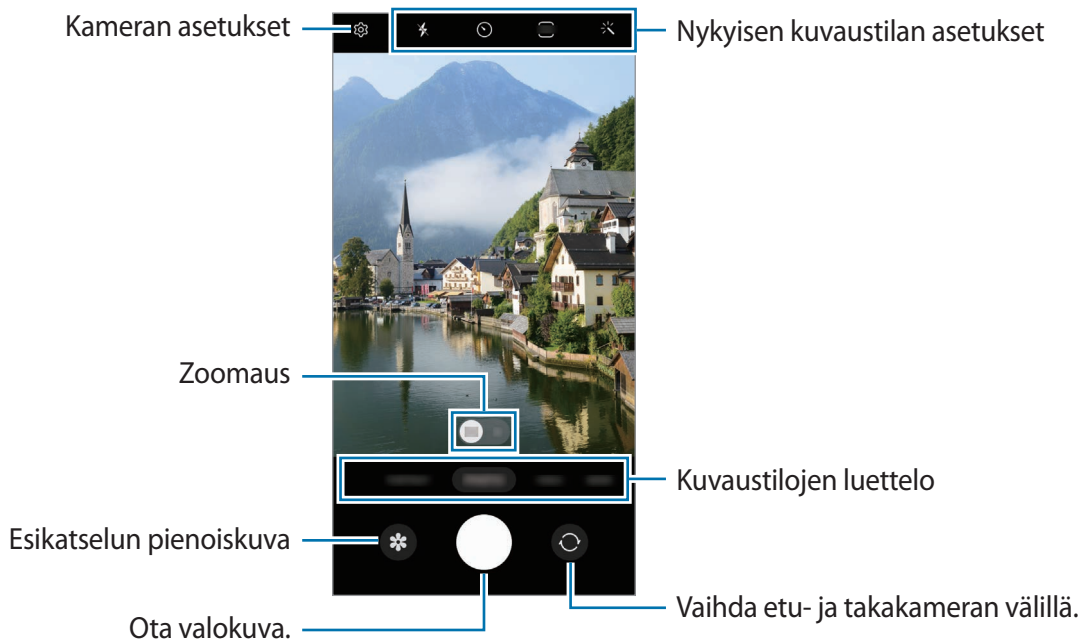 Kameran asetukset
Nykyisen kuvaustilan asetukset
Zoomaus
Kuvaustilojen luettelo
Esikatselun pienoiskuva
Vaihda etu- ja takakameran välillä.
Ota valokuva.